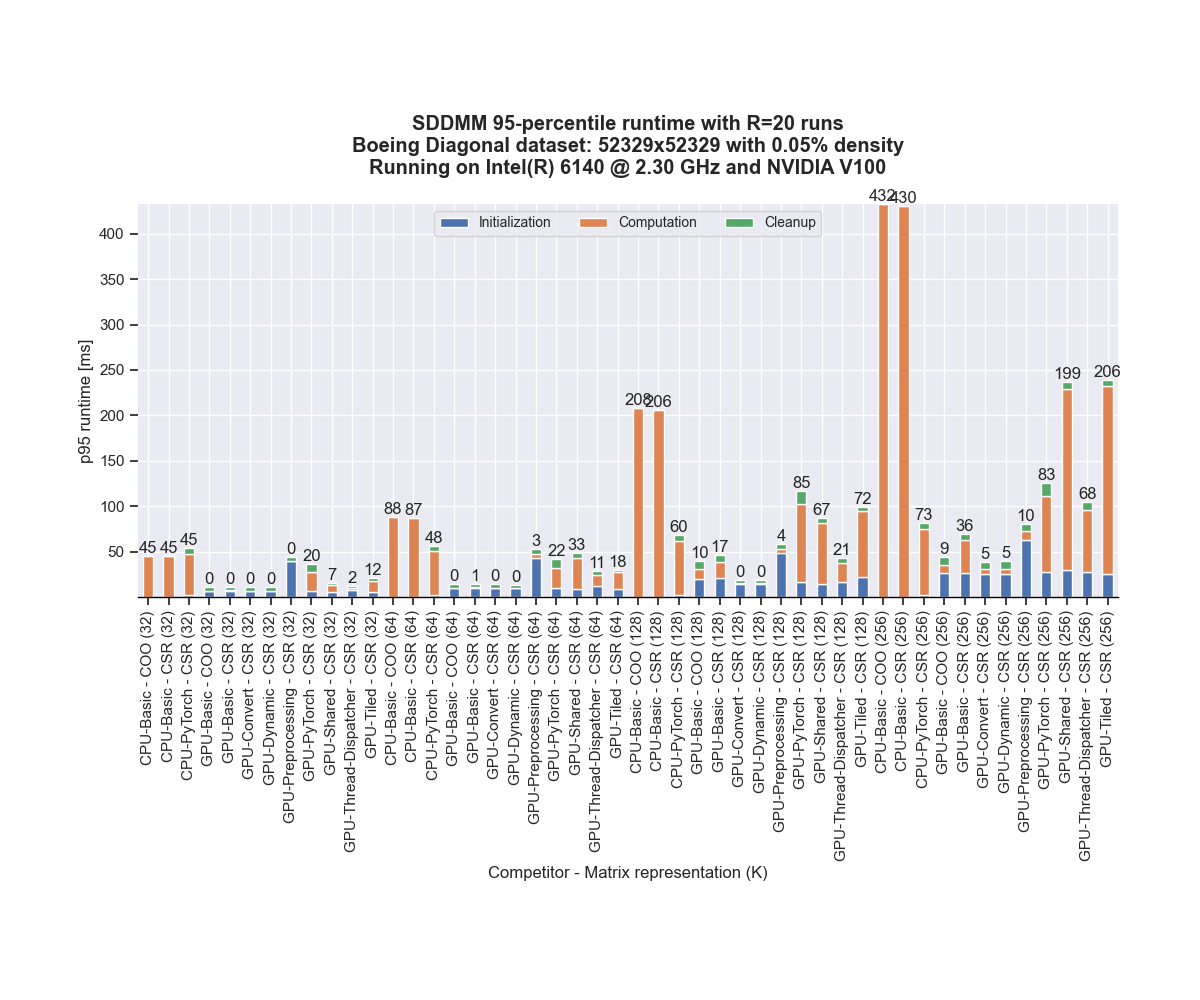 SDDMM 95-percentile runtime with R=20 runs
Boeing Diagonal dataset: 52329x52329 with 0.05% density
Running on Intel(R) 6140 @ 2.30 GHz and NVIDIA V100
Initialization
Computation
Cleanup
p95 runtime [ms]
400
350
300
250
200
150
100
50
45
45
45
0
0
0
0
0
20
7
2
12
88
87
48
0
1
0
0
3
22
33
11
18
208
206
60
10
17
0
0
4
85
67
21
72
432
430
73
9
36
5
5
10
83
199
68
206
CPU-Basic - COO (32)
CPU-Basic - CSR (32)
CPU-PyTorch - CSR (32)
GPU-Basic - COO (32)
GPU-Basic - CSR (32)
GPU-Convert - CSR (32)
GPU-Dynamic - CSR (32)
GPU-Preprocessing - CSR (32)
GPU-PyTorch - CSR (32)
GPU-Shared - CSR (32)
GPU-Thread-Dispatcher - CSR (32)
GPU-Tiled - CSR (32)
CPU-Basic - COO (64)
CPU-Basic - CSR (64)
CPU-PyTorch - CSR (64)
GPU-Basic - COO (64)
GPU-Basic - CSR (64)
GPU-Convert - CSR (64)
GPU-Dynamic - CSR (64)
GPU-Preprocessing - CSR (64)
GPU-PyTorch - CSR (64)
GPU-Shared - CSR (64)
GPU-Thread-Dispatcher - CSR (64)
GPU-Tiled - CSR (64)
CPU-Basic - COO (128)
CPU-Basic - CSR (128)
CPU-PyTorch - CSR (128)
GPU-Basic - COO (128)
GPU-Basic - CSR (128)
GPU-Convert - CSR (128)
GPU-Dynamic - CSR (128)
GPU-Preprocessing - CSR (128)
GPU-PyTorch - CSR (128)
GPU-Shared - CSR (128)
GPU-Thread-Dispatcher - CSR (128)
GPU-Tiled - CSR (128)
CPU-Basic - COO (256)
CPU-Basic - CSR (256)
CPU-PyTorch - CSR (256)
GPU-Basic - COO (256)
GPU-Basic - CSR (256)
GPU-Convert - CSR (256)
GPU-Dynamic - CSR (256)
GPU-Preprocessing - CSR (256)
GPU-PyTorch - CSR (256)
GPU-Shared - CSR (256)
GPU-Thread-Dispatcher - CSR (256)
GPU-Tiled - CSR (256)
Competitor - Matrix representation (K)